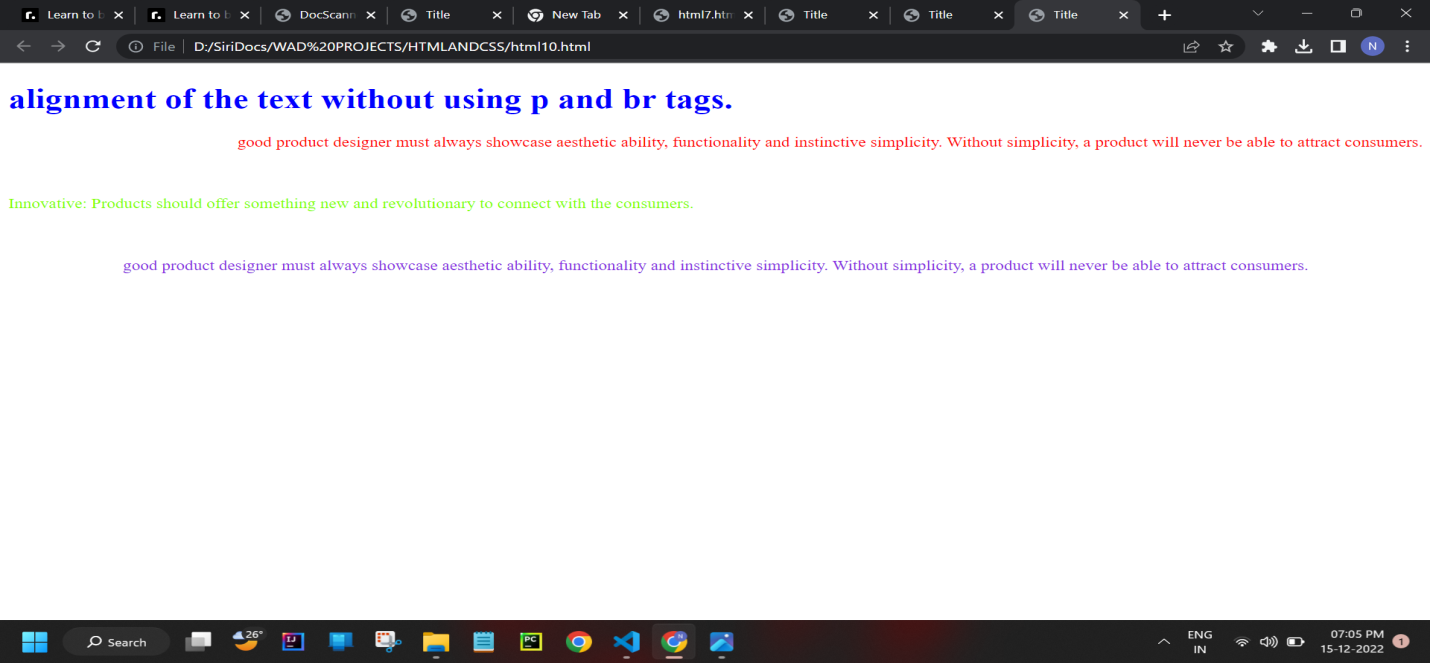 Learn to b
Learn to b
DocScann
Title
New Tab
html7.htm
Title
Title
Title
File
D:/SiriDocs/WAD%20PROJECTS/HTMLANDCSS/html10.html
N
alignment of the text without using p and br tags.
good product designer must always showcase aesthetic ability, functionality and instinctive simplicity. Without simplicity, a product will never be able to attract consumers.
Innovative: Products should offer something new and revolutionary to connect with the consumers.
good product designer must always showcase aesthetic ability, functionality and instinctive simplicity. Without simplicity, a product will never be able to attract consumers.
Search
26°
IJ
PC
N
ENG
IN
07:05 PM
15-12-2022
1